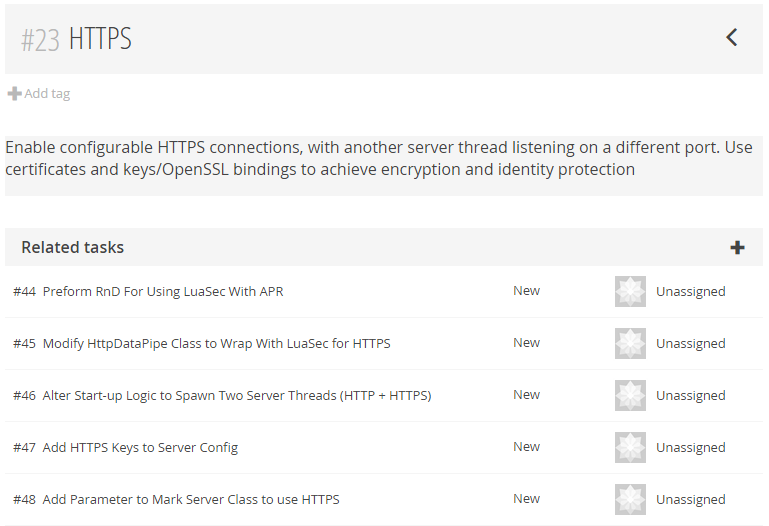 #23 HTTPS
Add tag
Enable configurable HTTPS connections, with another server thread listening on a different port. Use
certificates and keys/OpenSSL bindings to achieve encryption and identity protection
Related tasks
#44 Preform RnD For Using LuaSec With APR New Unassigned
#45 Modify HttpDataPipe Class to Wrap With LuaSec for HTTPS New Unassigned
#46 Alter Start-up Logic to Spawn Two Server Threads (HTTP + HTTPS) New Unassigned
#47 Add HTTPS Keys to Server Config New Unassigned
#48 Add Parameter to Mark Server Class to use HTTPS New Unassigned